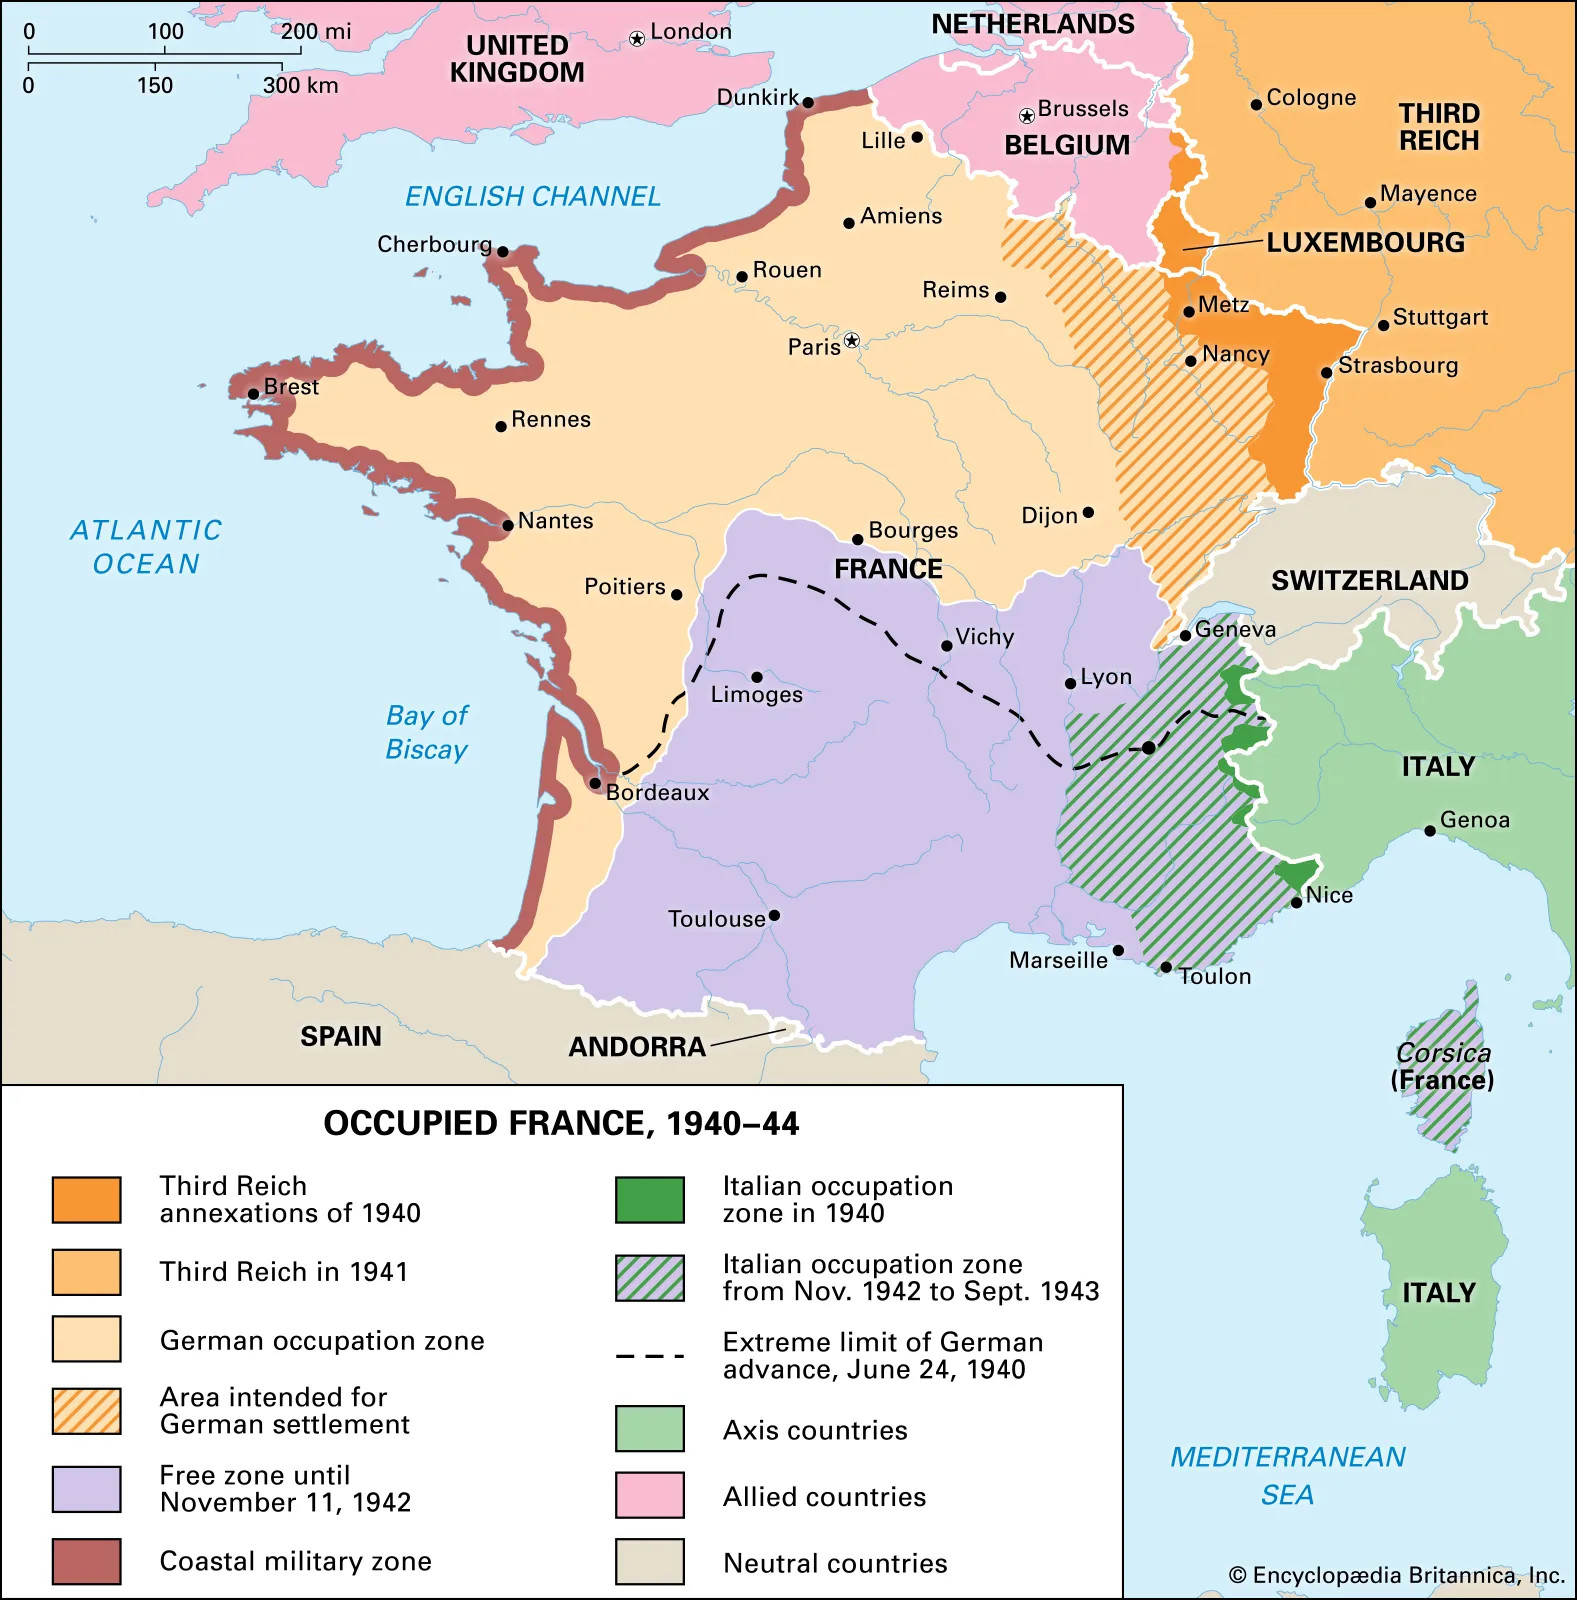 0 100 200 mi
0 150 300 km
UNITED
KINGDOM
London
NETHERLANDS
Dunkirk
Lille
Brussels
BELGIUM
Cologne
THIRD
REICH
Mayence
ENGLISH CHANNEL
Amiens
LUXEMBOURG
Cherbourg
Rouen
Reims
Metz
Stuttgart
Paris
Nancy
Strasbourg
Brest
Rennes
ATLANTIC
OCEAN
Nantes
Bourges
Dijon
FRANCE
Poitiers
SWITZERLAND
Vichy
Geneva
Limoges
Lyon
Bay of
Biscay
Bordeaux
ITALY
Genoa
Nice
Toulouse
Marseille
Toulon
SPAIN
ANDORRA
Corsica
(France)
ITALY
MEDITERRANEAN
SEA
OCCUPIED FRANCE, 1940–44
Third Reich
annexations of 1940
Third Reich in 1941
German occupation zone
Area intended for
German settlement
Free zone until
November 11, 1942
Coastal military zone
Italian occupation
zone in 1940
Italian occupation zone
from Nov. 1942 to Sept. 1943
Extreme limit of German
advance, June 24, 1940
Axis countries
Allied countries
Neutral countries
© Encyclopædia Britannica, Inc.